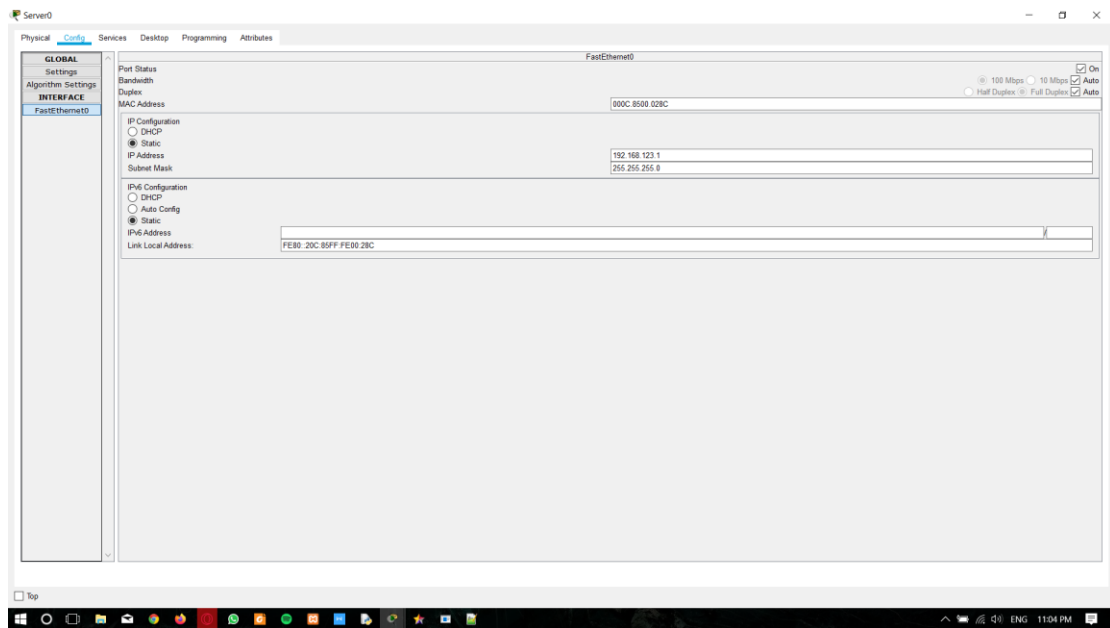 Server0
Physical Config Services Desktop Programming Attributes
GLOBAL
Settings
Algorithm Settings
INTERFACE
FastEthernet0
FastEthernet0
Port Status On
Bandwidth 100 Mbps 10 Mbps Auto
Duplex Half Duplex Full Duplex Auto
MAC Address 000C.8500.028C
IP Configuration
DHCP
Static
IP Address 192.168.123.1
Subnet Mask 255.255.255.0
IPv6 Configuration
DHCP
Auto Config
Static
IPv6 Address /
Link Local Address: FE80::20C:85FF:FE00:28C
Top
ENG 11:04 PM